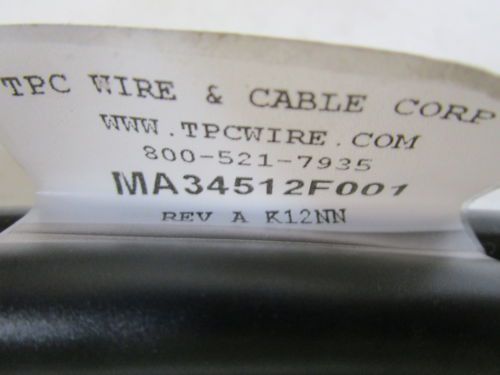 TPC WIRE & CABLE CORP
WWW.TPCWIRE.COM
800-521-7935
MA34512F001
REV A K12NN